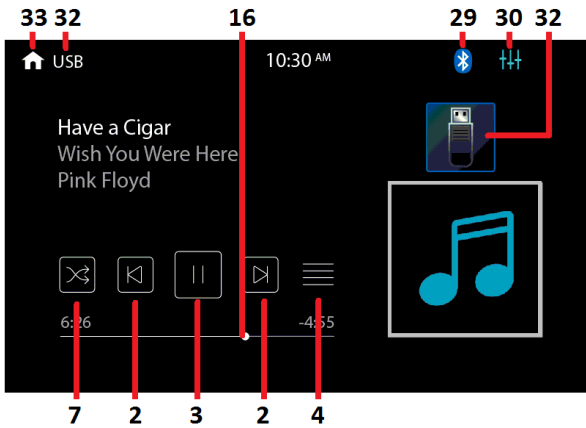 33 32 16 29 30 32
USB 10:30 AM
Have a Cigar
Wish You Were Here
Pink Floyd
6:26 -4:55
7 2 3 2 4